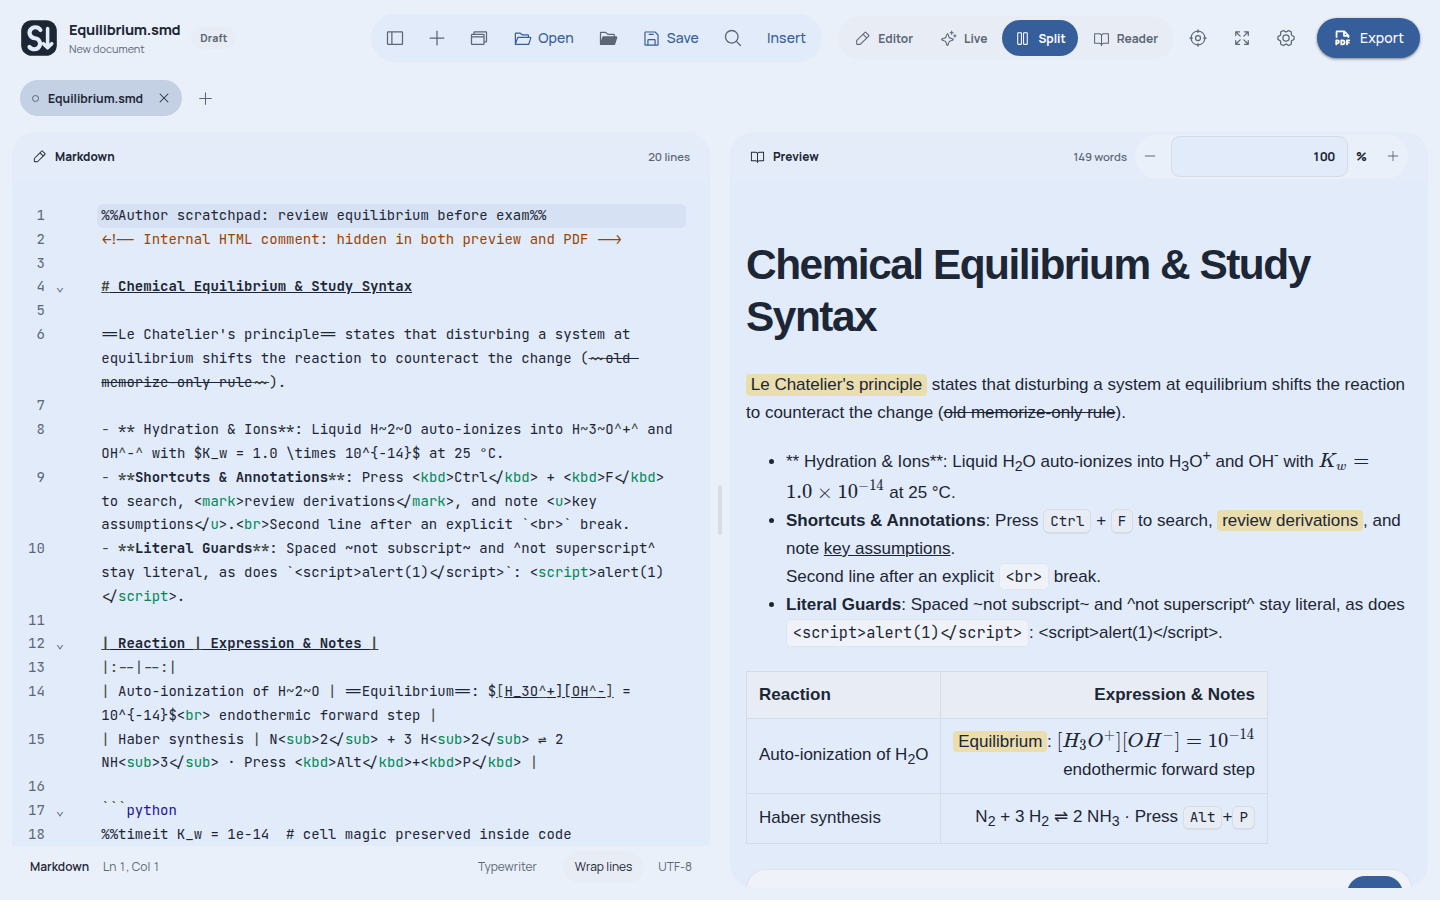 Equilibrium.smd
New document
Draft
Open
Save
Insert
Editor
Live
Split
Reader
Export
Equilibrium.smd
Markdown
20 lines
1 %%Author scratchpad: review equilibrium before exam%%
2 <!-- Internal HTML comment: hidden in both preview and PDF -->
3
4 # Chemical Equilibrium & Study Syntax
5
6 ==Le Chatelier's principle== states that disturbing a system at
equilibrium shifts the reaction to counteract the change (~~old-
memorize-only rule~~).
7
8 - ** Hydration & Ions**: Liquid H~2~O auto-ionizes into H~3~O^+^ and
OH^-^ with $K_w = 1.0 \times 10^{-14}$ at 25 °C.
9 - **Shortcuts & Annotations**: Press <kbd>Ctrl</kbd> + <kbd>F</kbd>
to search, <mark>review derivations</mark>, and note <u>key
assumptions</u>.<br>Second line after an explicit `<br>` break.
10 - **Literal Guards**: Spaced ~not subscript~ and ^not superscript^
stay literal, as does `<script>alert(1)</script>`: <script>alert(1)
</script>.
11
12 | Reaction | Expression & Notes |
13 |:--|--:|
14 | Auto-ionization of H~2~O | ==Equilibrium==: $[H_3O^+][OH^-] =
10^{-14}$<br> endothermic forward step |
15 | Haber synthesis | N<sub>2</sub> + 3 H<sub>2</sub> ⇌ 2
NH<sub>3</sub> · Press <kbd>Alt</kbd>+<kbd>P</kbd> |
16
17 ```python
18 %%timeit K_w = 1e-14  # cell magic preserved inside code
Markdown
Ln 1, Col 1
Typewriter
Wrap lines
UTF-8
Preview
149 words
100
%
Chemical Equilibrium & Study
Syntax
Le Chatelier's principle states that disturbing a system at equilibrium shifts the reaction
to counteract the change (old memorize-only rule).
• ** Hydration & Ions**: Liquid H₂O auto-ionizes into H₃O⁺ and OH⁻ with K_w =
1.0 × 10⁻¹⁴ at 25 °C.
• Shortcuts & Annotations: Press Ctrl + F to search, review derivations, and
note key assumptions.
Second line after an explicit <br> break.
• Literal Guards: Spaced ~not subscript~ and ^not superscript^ stay literal, as does
<script>alert(1)</script>: <script>alert(1)</script>.
Reaction
Expression & Notes
Auto-ionization of H₂O
Equilibrium: [H₃O⁺][OH⁻] = 10⁻¹⁴
endothermic forward step
Haber synthesis
N₂ + 3 H₂ ⇌ 2 NH₃ · Press Alt+P